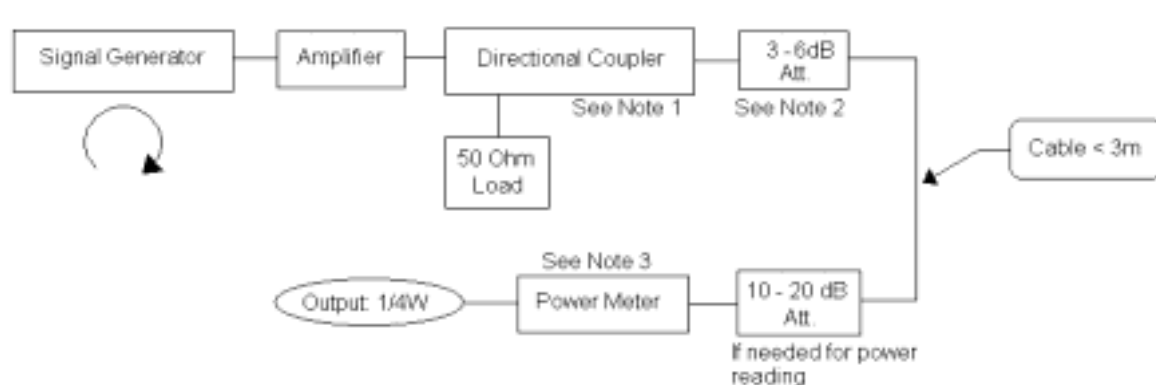 Signal Generator
Amplifier
Directional Coupler
3 - 6dB
Att.
See Note 1
See Note 2
50 Ohm
Load
Cable < 3m
See Note 3
Output: 1/4W
Power Meter
10 - 20 dB
Att.
If needed for power
reading